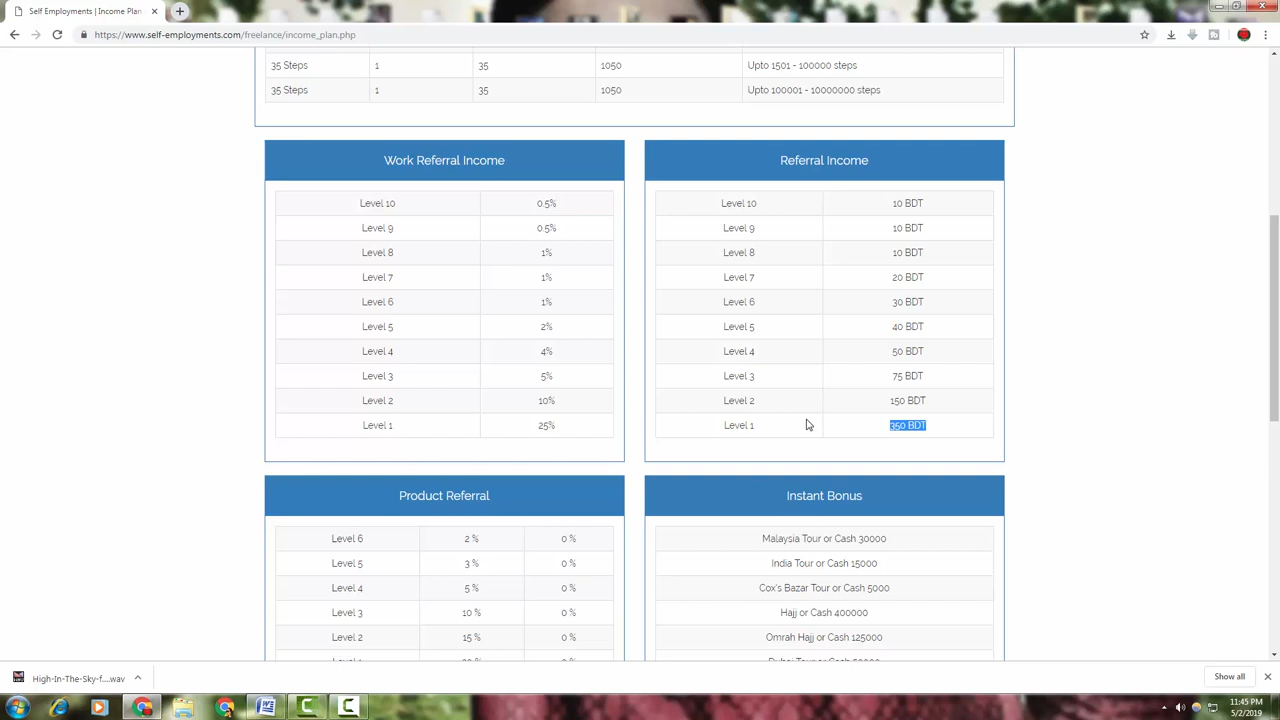 Self Employments | Income Plan
https://www.self-employments.com/freelance/income_plan.php
35 Steps 1 35 1050 Upto 1501 - 100000 steps
35 Steps 1 35 1050 Upto 100001 - 10000000 steps
Work Referral Income
Level 10 0.5%
Level 9 0.5%
Level 8 1%
Level 7 1%
Level 6 1%
Level 5 2%
Level 4 4%
Level 3 5%
Level 2 10%
Level 1 25%
Referral Income
Level 10 10 BDT
Level 9 10 BDT
Level 8 10 BDT
Level 7 20 BDT
Level 6 30 BDT
Level 5 40 BDT
Level 4 50 BDT
Level 3 75 BDT
Level 2 150 BDT
Level 1 350 BDT
Product Referral
Level 6 2 % 0 %
Level 5 3 % 0 %
Level 4 5 % 0 %
Level 3 10 % 0 %
Level 2 15 % 0 %
Instant Bonus
Malaysia Tour or Cash 30000
India Tour or Cash 15000
Cox's Bazar Tour or Cash 5000
Hajj or Cash 400000
Omrah Hajj or Cash 125000
High-In-The-Sky-f....wav
Show all
11:45 PM
5/2/2019